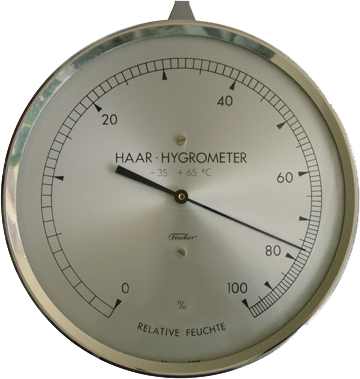 40
20
HAAR-HYGROMETER
-35 +65 °C
60
Fischer
80
0
%
100
RELATIVE FEUCHTE